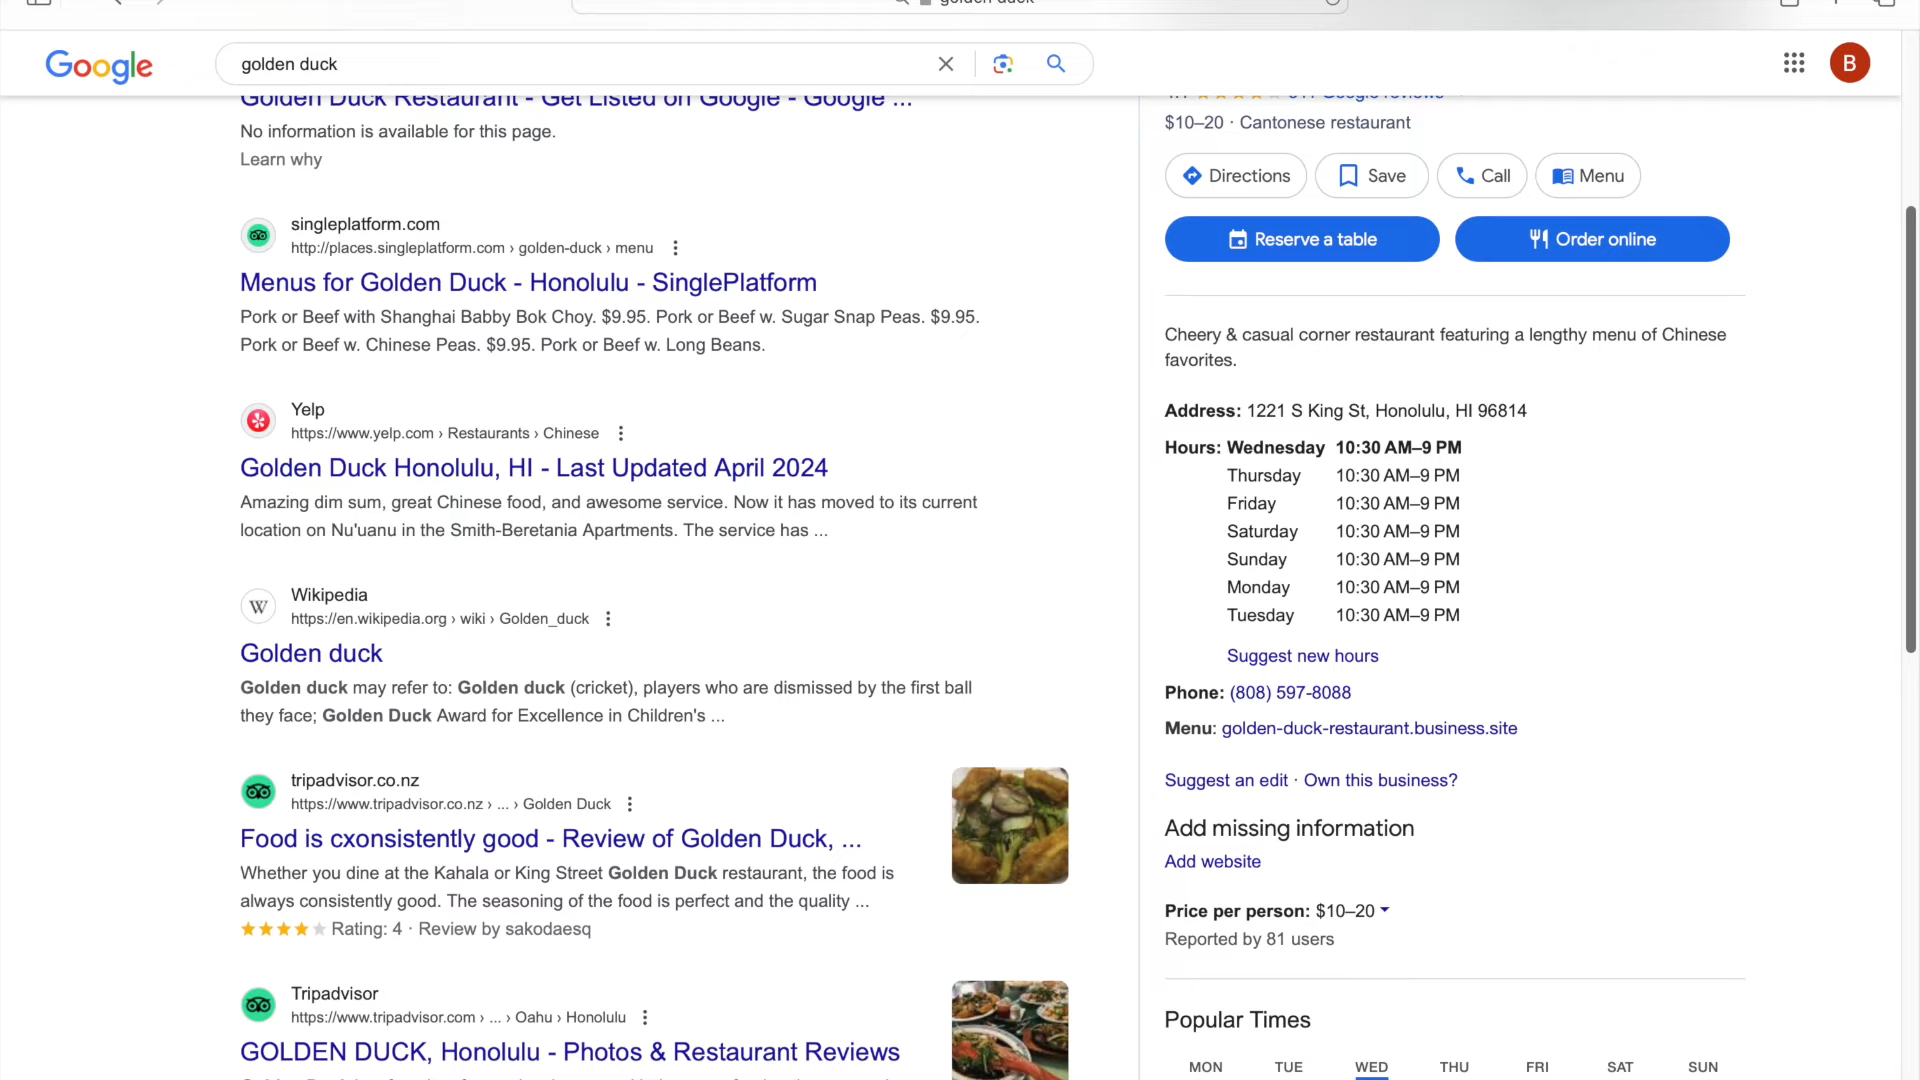 golden duck
Google
golden duck
B
Golden Duck Restaurant - Get Listed on Google - Google ...
No information is available for this page.
Learn why
singleplatform.com
http://places.singleplatform.com › golden-duck › menu
Menus for Golden Duck - Honolulu - SinglePlatform
Pork or Beef with Shanghai Babby Bok Choy. $9.95. Pork or Beef w. Sugar Snap Peas. $9.95.
Pork or Beef w. Chinese Peas. $9.95. Pork or Beef w. Long Beans.
Yelp
https://www.yelp.com › Restaurants › Chinese
Golden Duck Honolulu, HI - Last Updated April 2024
Amazing dim sum, great Chinese food, and awesome service. Now it has moved to its current
location on Nu'uanu in the Smith-Beretania Apartments. The service has ...
W
Wikipedia
https://en.wikipedia.org › wiki › Golden_duck
Golden duck
Golden duck may refer to: Golden duck (cricket), players who are dismissed by the first ball
they face; Golden Duck Award for Excellence in Children's ...
tripadvisor.co.nz
https://www.tripadvisor.co.nz › ... › Golden Duck
Food is cxonsistently good - Review of Golden Duck, ...
Whether you dine at the Kahala or King Street Golden Duck restaurant, the food is
always consistently good. The seasoning of the food is perfect and the quality ...
Rating: 4 · Review by sakodaesq
Tripadvisor
https://www.tripadvisor.com › ... › Oahu › Honolulu
GOLDEN DUCK, Honolulu - Photos & Restaurant Reviews
Google reviews
$10–20 · Cantonese restaurant
Directions
Save
Call
Menu
Reserve a table
Order online
Cheery & casual corner restaurant featuring a lengthy menu of Chinese
favorites.
Address: 1221 S King St, Honolulu, HI 96814
Hours: Wednesday 10:30 AM–9 PM
Thursday 10:30 AM–9 PM
Friday 10:30 AM–9 PM
Saturday 10:30 AM–9 PM
Sunday 10:30 AM–9 PM
Monday 10:30 AM–9 PM
Tuesday 10:30 AM–9 PM
Suggest new hours
Phone: (808) 597-8088
Menu: golden-duck-restaurant.business.site
Suggest an edit · Own this business?
Add missing information
Add website
Price per person: $10–20
Reported by 81 users
Popular Times
MON TUE WED THU FRI SAT SUN